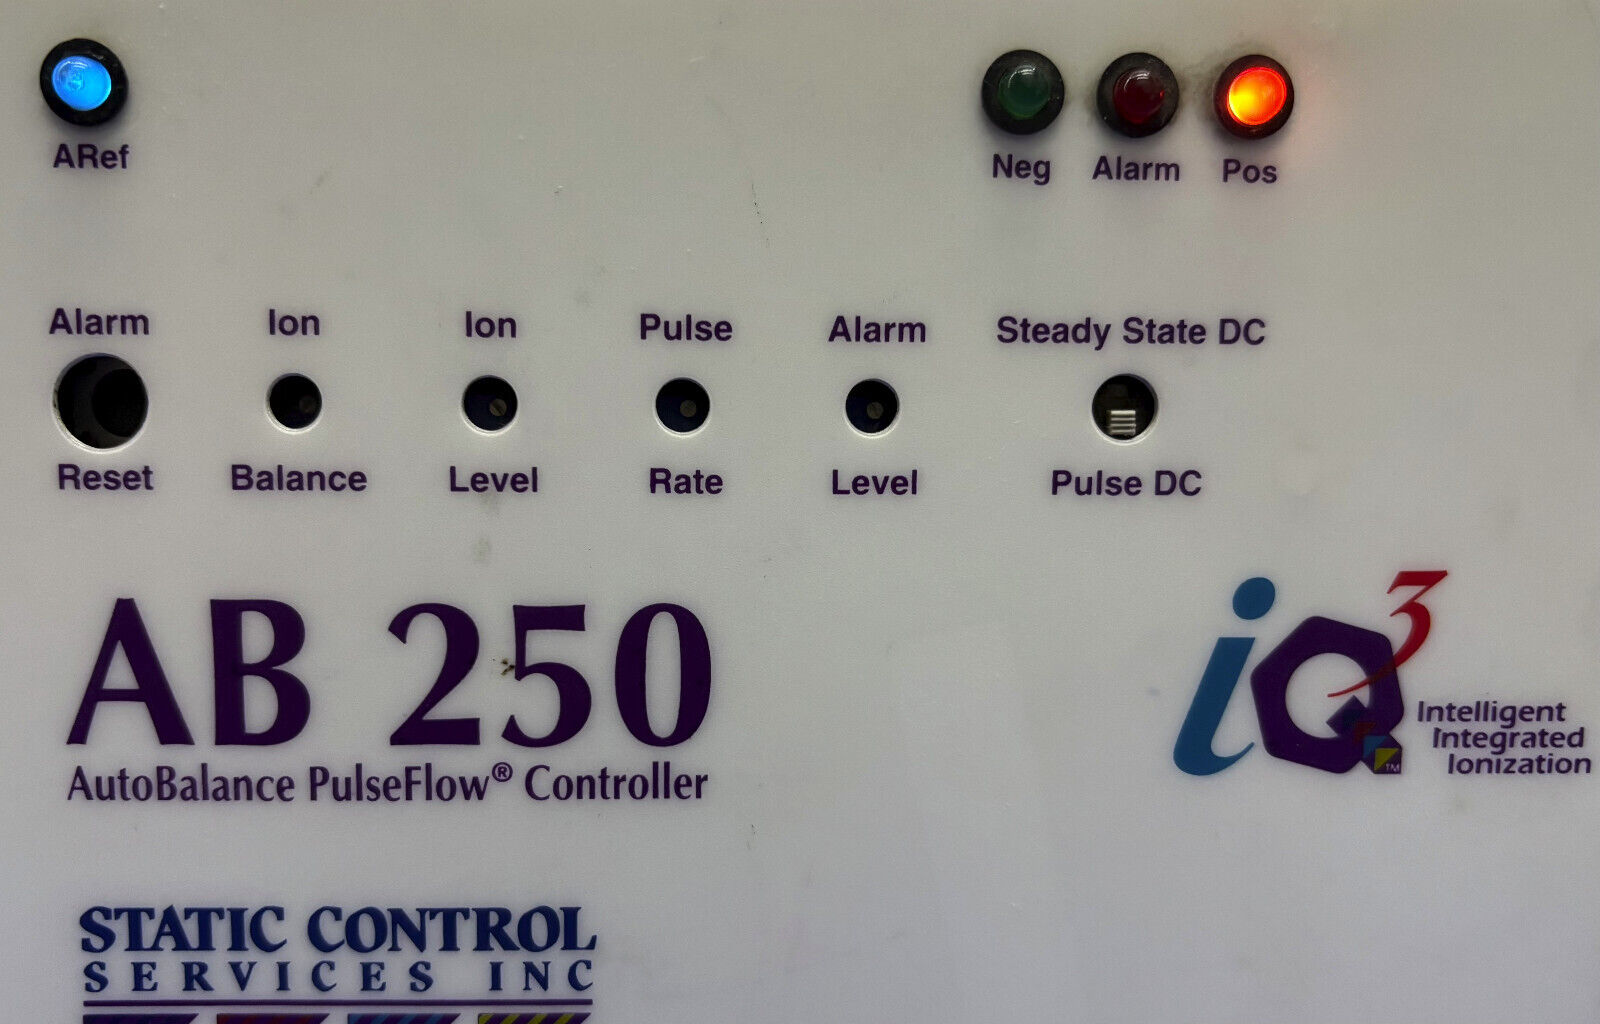 ARef
Neg Alarm Pos
Alarm Ion Ion Pulse Alarm Steady State DC
Reset Balance Level Rate Level Pulse DC
AB 250
AutoBalance PulseFlow® Controller
iQ3
Intelligent
Integrated
Ionization
TM
STATIC CONTROL
SERVICES INC